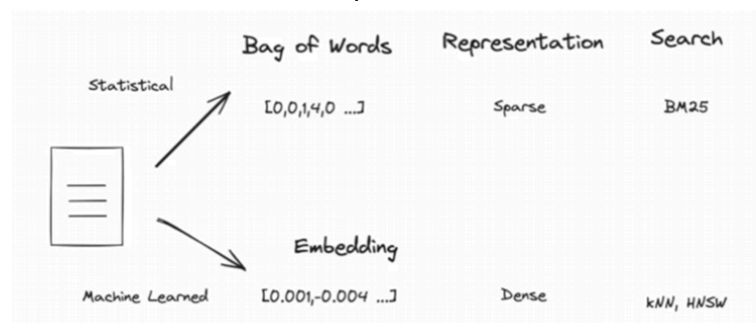 Bag of Words Representation Search
Statistical
[0,0,1,4,0 ...] Sparse BM25
Embedding
Machine Learned [0.001,-0.004 ...] Dense kNN, HNSW